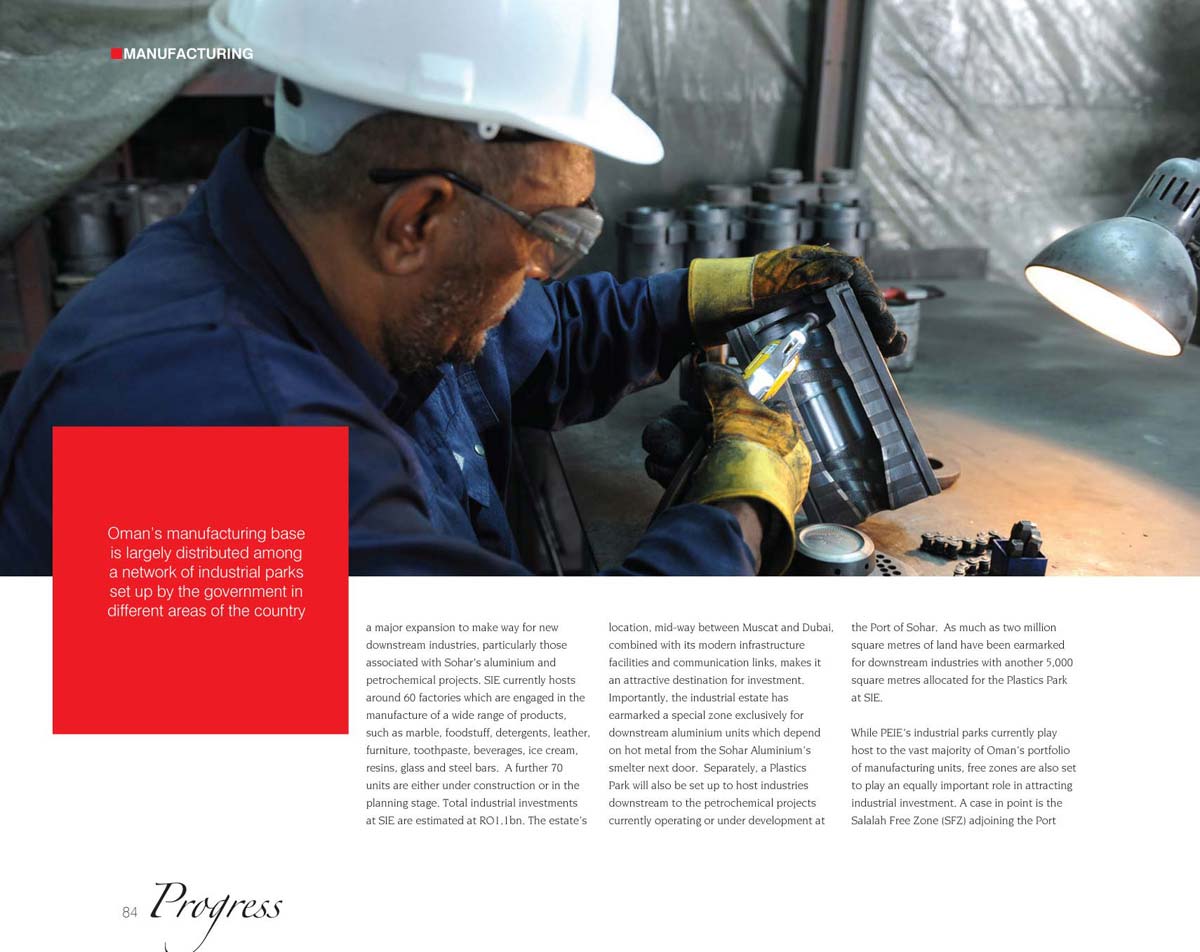 MANUFACTURING
Oman's manufacturing base
is largely distributed among
a network of industrial parks
set up by the government in
different areas of the country
a major expansion to make way for new
downstream industries, particularly those
associated with Sohar's aluminium and
petrochemical projects. SIE currently hosts
around 60 factories which are engaged in the
manufacture of a wide range of products,
such as marble, foodstuff, detergents, leather,
furniture, toothpaste, beverages, ice cream,
resins, glass and steel bars.  A further 70
units are either under construction or in the
planning stage. Total industrial investments
at SIE are estimated at RO1.1bn. The estate's
location, mid-way between Muscat and Dubai,
combined with its modern infrastructure
facilities and communication links, makes it
an attractive destination for investment.
Importantly, the industrial estate has
earmarked a special zone exclusively for
downstream aluminium units which depend
on hot metal from the Sohar Aluminium's
smelter next door.  Separately, a Plastics
Park will also be set up to host industries
downstream to the petrochemical projects
currently operating or under development at
the Port of Sohar.  As much as two million
square metres of land have been earmarked
for downstream industries with another 5,000
square metres allocated for the Plastics Park
at SIE.
While PEIE's industrial parks currently play
host to the vast majority of Oman's portfolio
of manufacturing units, free zones are also set
to play an equally important role in attracting
industrial investment. A case in point is the
Salalah Free Zone (SFZ) adjoining the Port
84 Progress